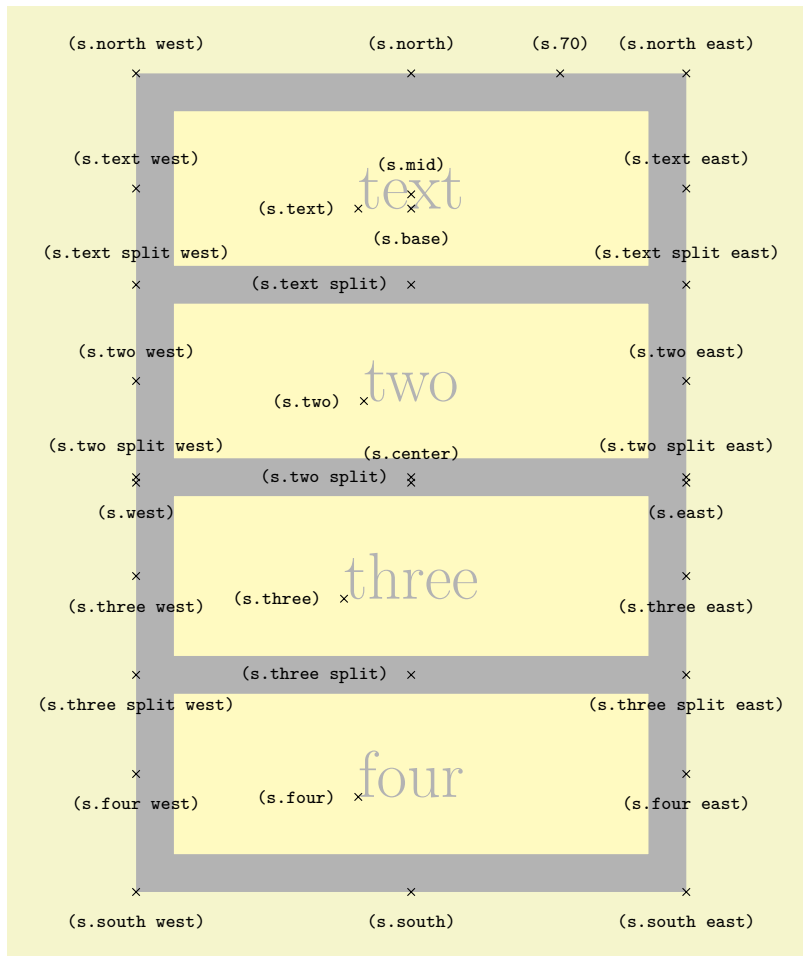 (s.north west) (s.north) (s.70) (s.north east)
(s.text west) (s.mid) (s.text east)
text
(s.text)
(s.base)
(s.text split west) (s.text split east)
(s.text split)
(s.two west) (s.two east)
two
(s.two)
(s.two split west) (s.center) (s.two split east)
(s.two split)
(s.west) (s.east)
three
(s.three)
(s.three west) (s.three east)
(s.three split)
(s.three split west) (s.three split east)
four
(s.four)
(s.four west) (s.four east)
(s.south west) (s.south) (s.south east)